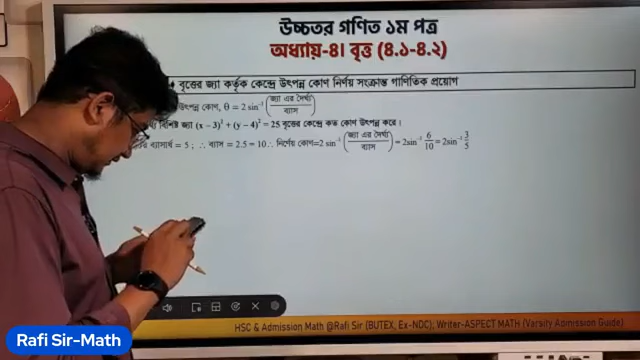 উচ্চতর গণিত ১ম পত্র
অধ্যায়-৪। বৃত্ত (৪.১-৪.২)
বৃত্তের জ্যা কর্তৃক কেন্দ্রে উৎপন্ন কোণ নির্ণয় সংক্রান্ত গাণিতিক প্রয়োগ
উৎপন্ন কোণ, θ = 2 sin⁻¹ (জ্যা এর দৈর্ঘ্য / ব্যাস)
বিশিষ্ট জ্যা (x − 3)² + (y − 4)² = 25 বৃত্তের কেন্দ্রে কত কোণ উৎপন্ন করে।
ব্যাসার্ধ = 5 ; ∴ ব্যাস = 2.5 = 10 ∴ নির্ণেয় কোণ = 2 sin⁻¹ (জ্যা এর দৈর্ঘ্য / ব্যাস) = 2sin⁻¹ 6/10 = 2sin⁻¹ 3/5
HSC & Admission Math @Rafi Sir (BUTEX, Ex-NDC); Writer-ASPECT MATH (Varsity Admission Guide)
Rafi Sir-Math